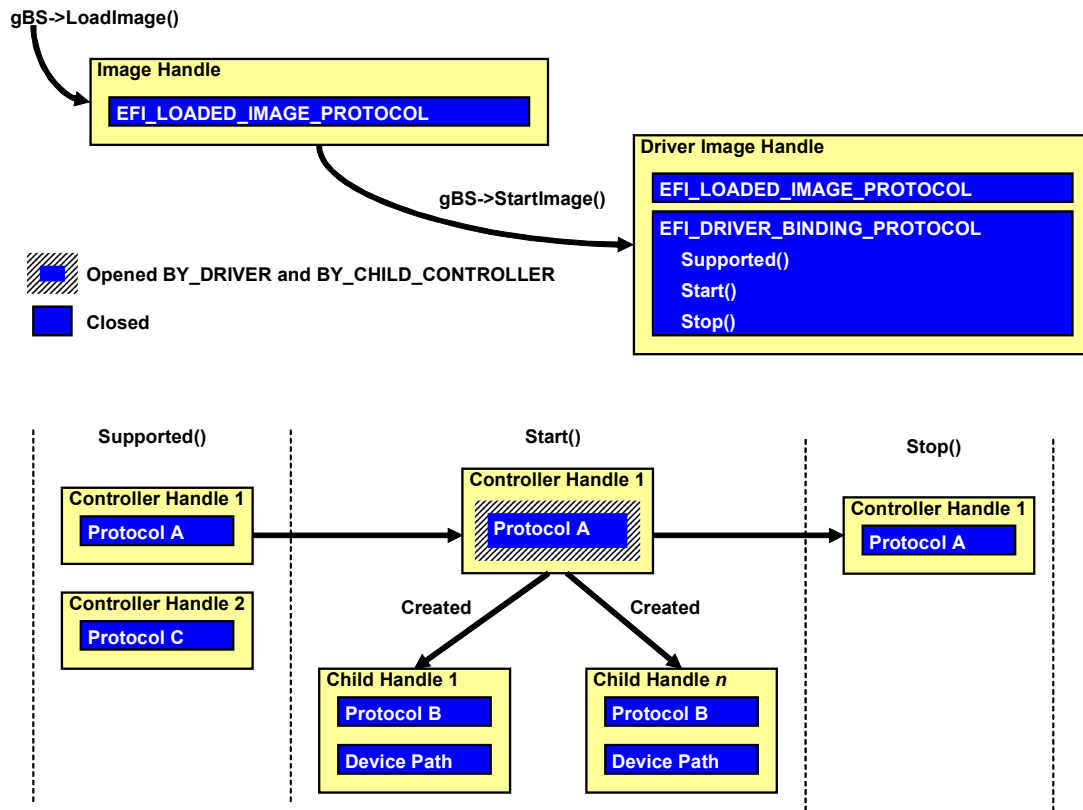 gBS->LoadImage()
Image Handle
EFI_LOADED_IMAGE_PROTOCOL
gBS->StartImage()
Driver Image Handle
EFI_LOADED_IMAGE_PROTOCOL
EFI_DRIVER_BINDING_PROTOCOL
Supported()
Start()
Stop()
Opened BY_DRIVER and BY_CHILD_CONTROLLER
Closed
Supported()
Start()
Stop()
Controller Handle 1
Protocol A
Controller Handle 2
Protocol C
Controller Handle 1
Protocol A
Created
Created
Child Handle 1
Protocol B
Device Path
Child Handle n
Protocol B
Device Path
Controller Handle 1
Protocol A